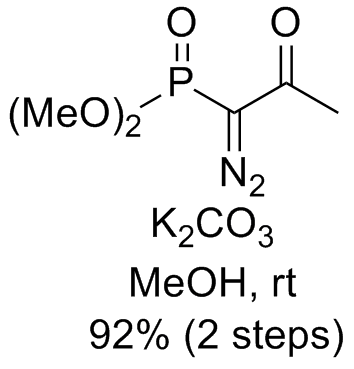 O O
(MeO)₂ P
N₂
K₂CO₃
MeOH, rt
92% (2 steps)